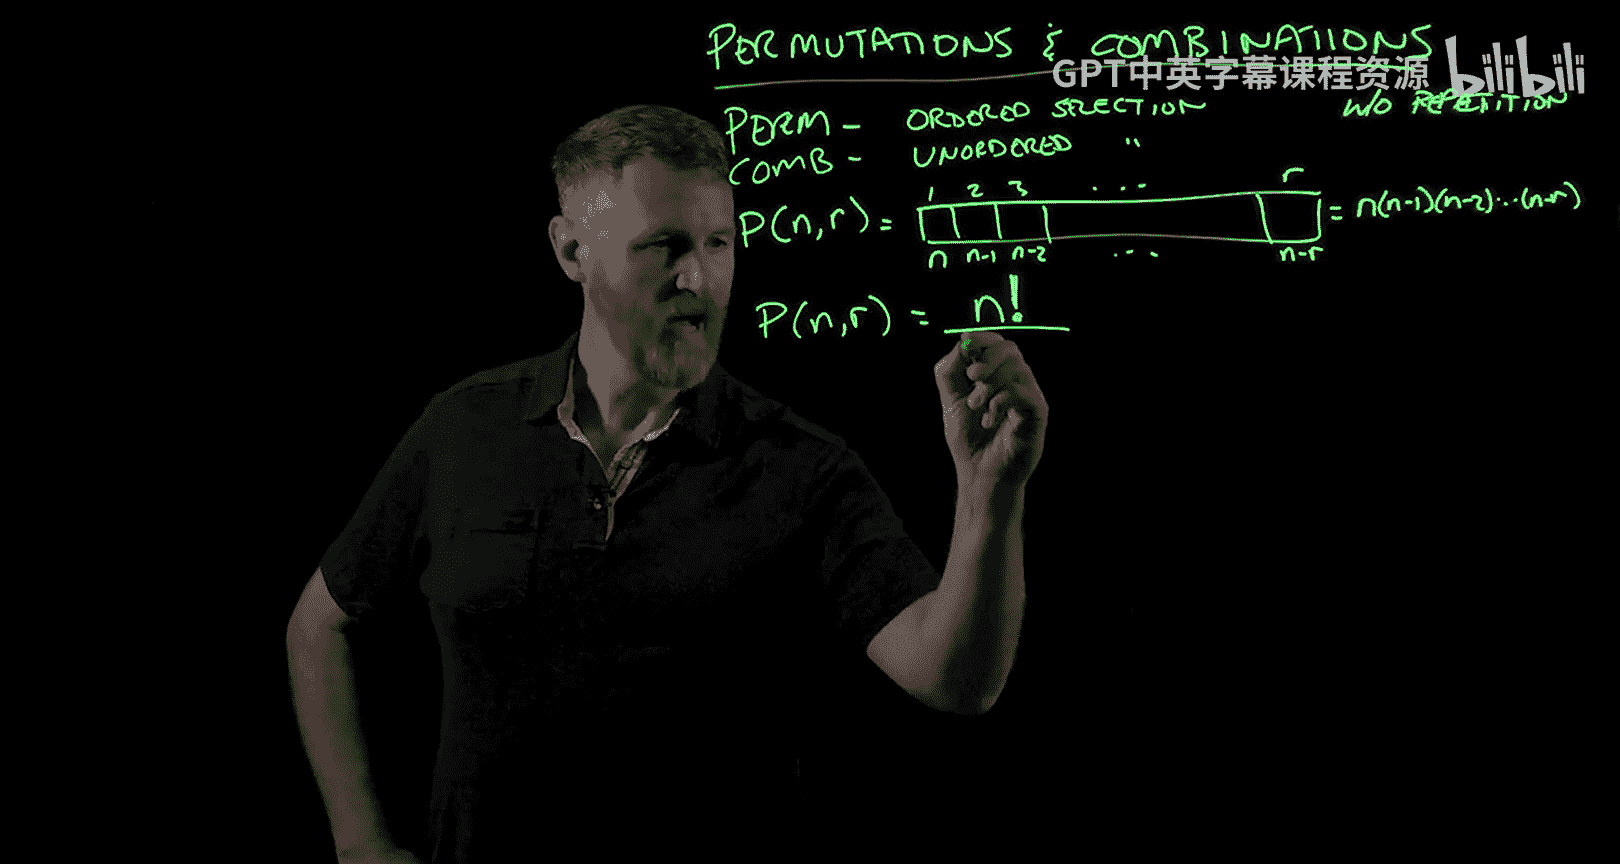 PERMUTATIONS & COMBINATIIONS
GPT中英字幕课程资源 bilibili
PERM - ORDERED SELECTION W/O REPETITION
COMB - UNORDERED "
1 2 3 ... r
P(n,r) = = n(n-1)(n-2)...(n-r)
n n-1 n-2 ... n-r
P(n,r) = n!